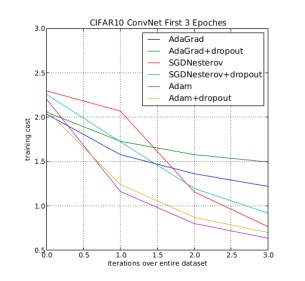 CIFAR10 ConvNet First 3 Epoches
3.0
AdaGrad
AdaGrad+dropout
SGDNesterov
SGDNesterov+dropout
Adam
Adam+dropout
2.5
2.0
training cost
1.5
1.0
0.5
0.0 0.5 1.0 1.5 2.0 2.5 3.0
iterations over entire dataset